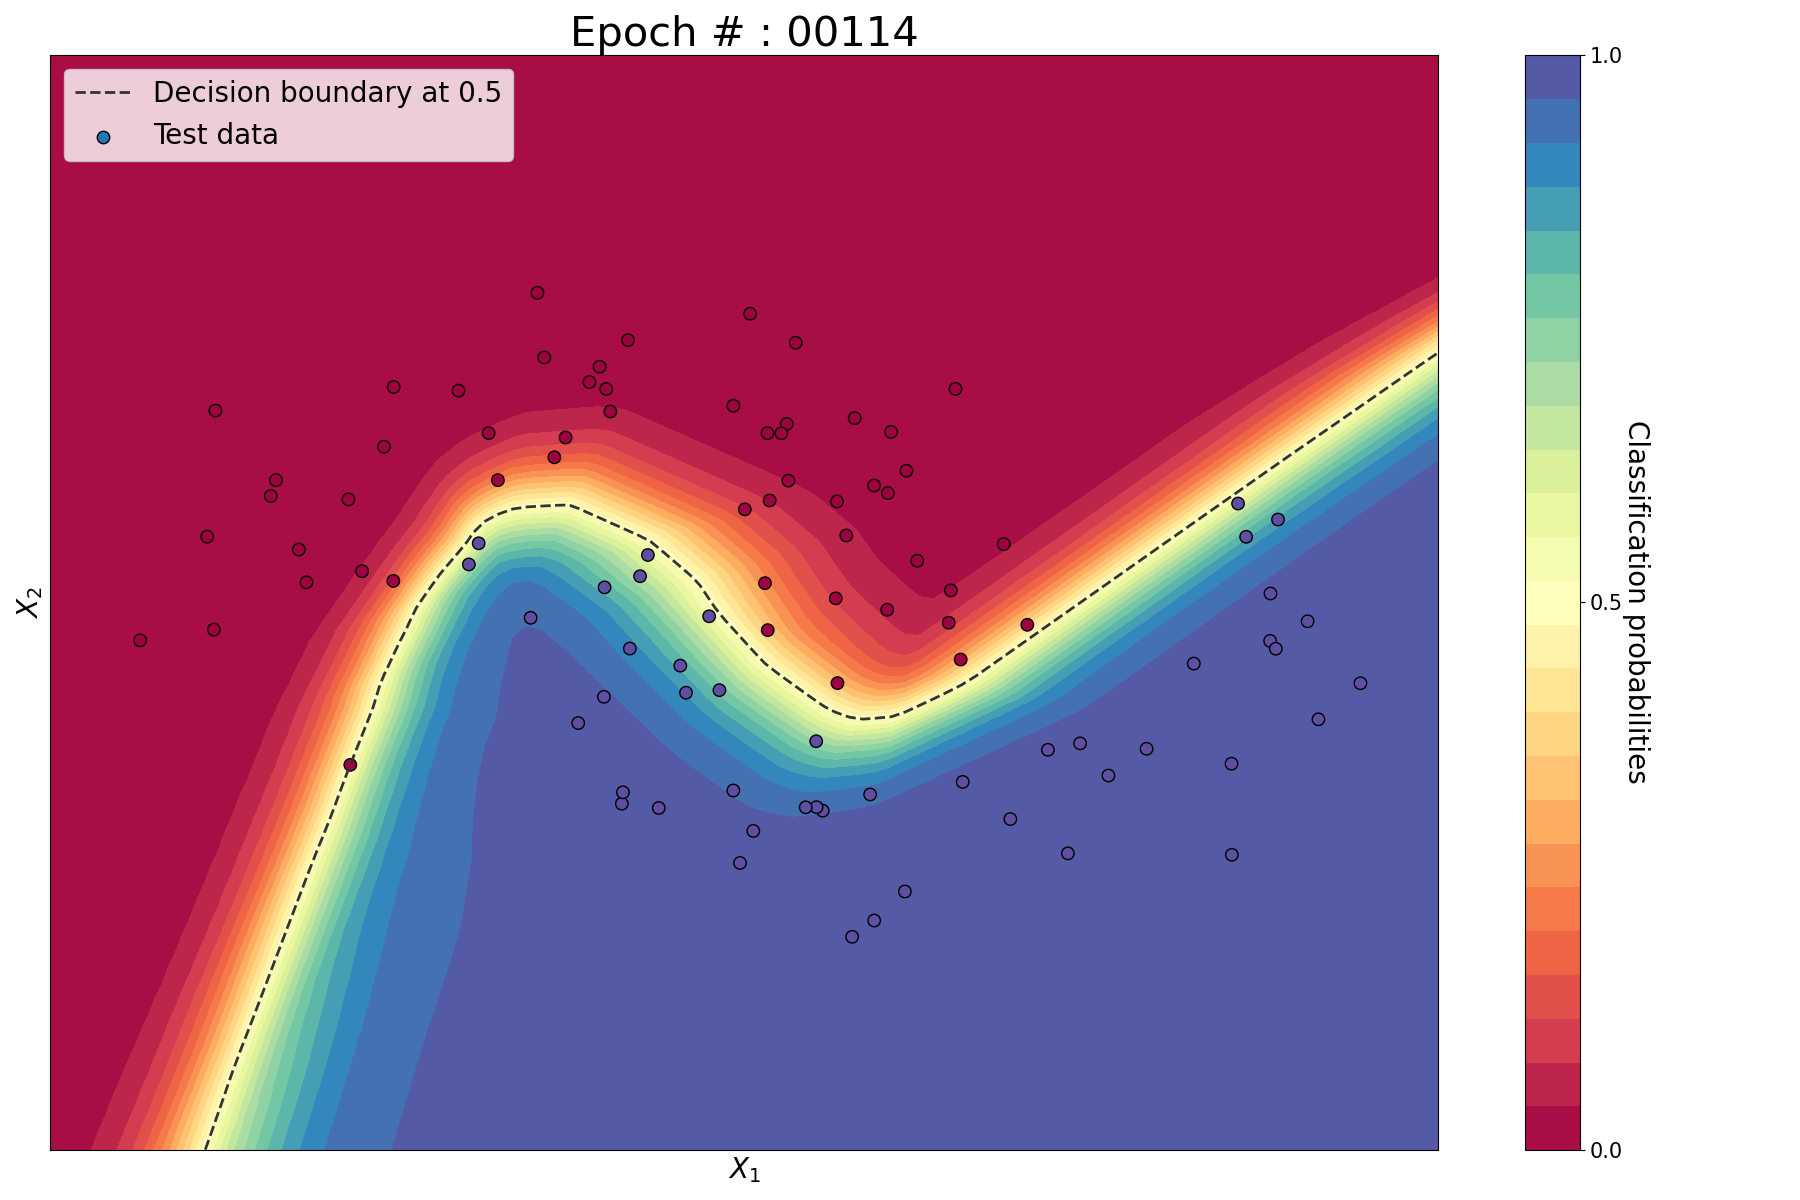 Epoch # : 00114
Decision boundary at 0.5
Test data
1.0
0.5
0.0
Classification probabilities
X₂
X₁